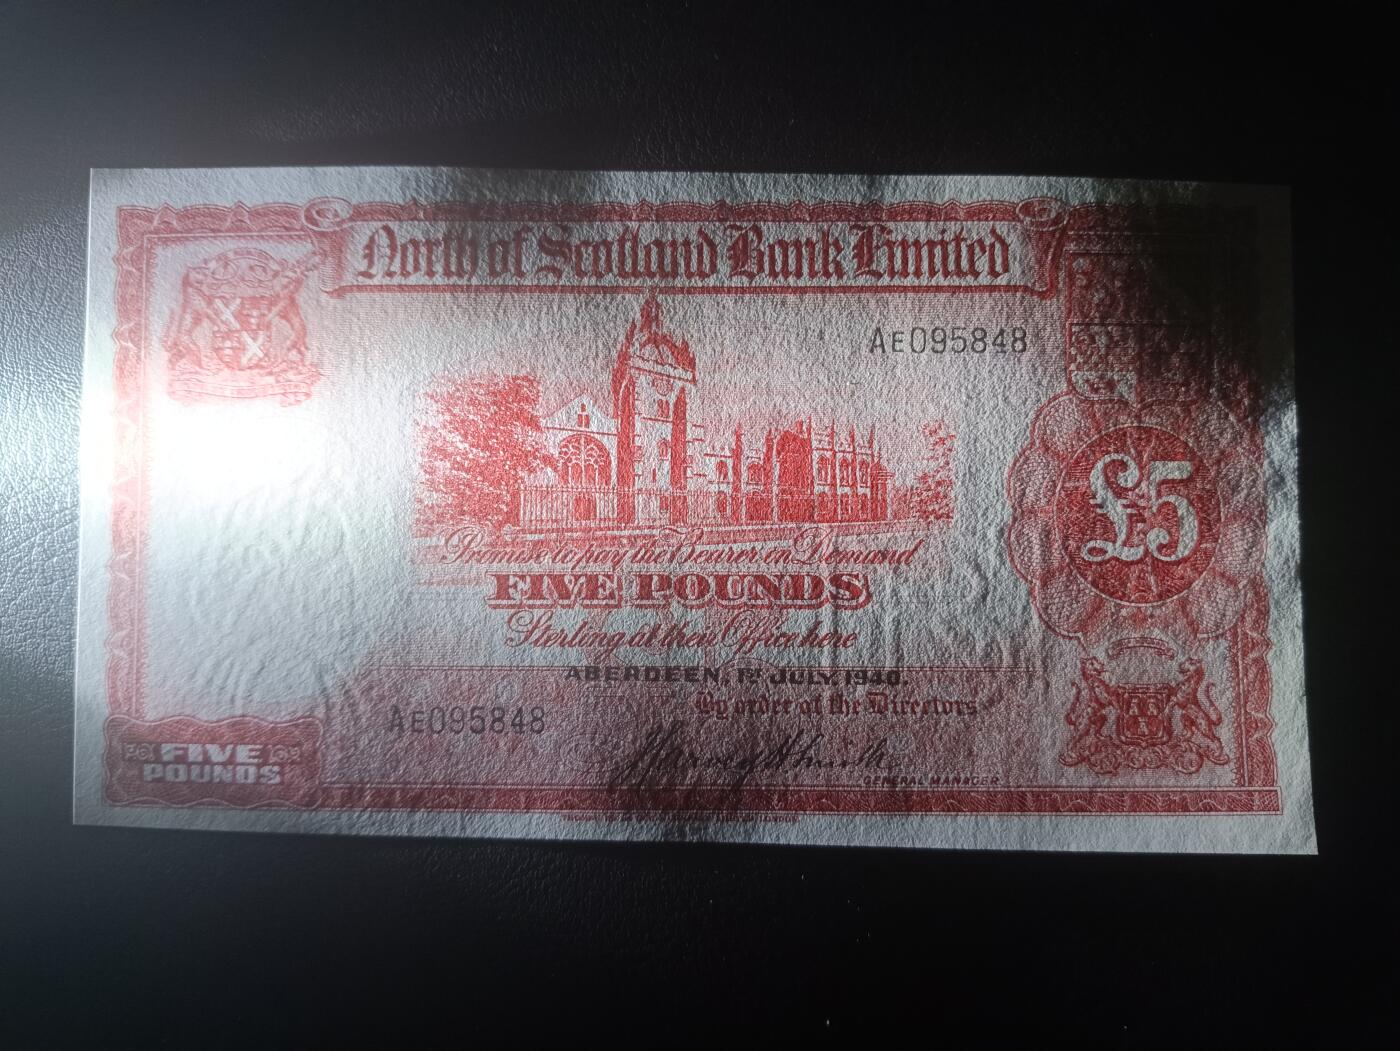 North of Scotland Bank Limited
AE095848
Promise to pay the Bearer on Demand
FIVE POUNDS
Sterling at their Office here
£5
ABERDEEN, 1ST JULY, 1940.
By order of the Directors
AE095848
GENERAL MANAGER
FIVE
POUNDS